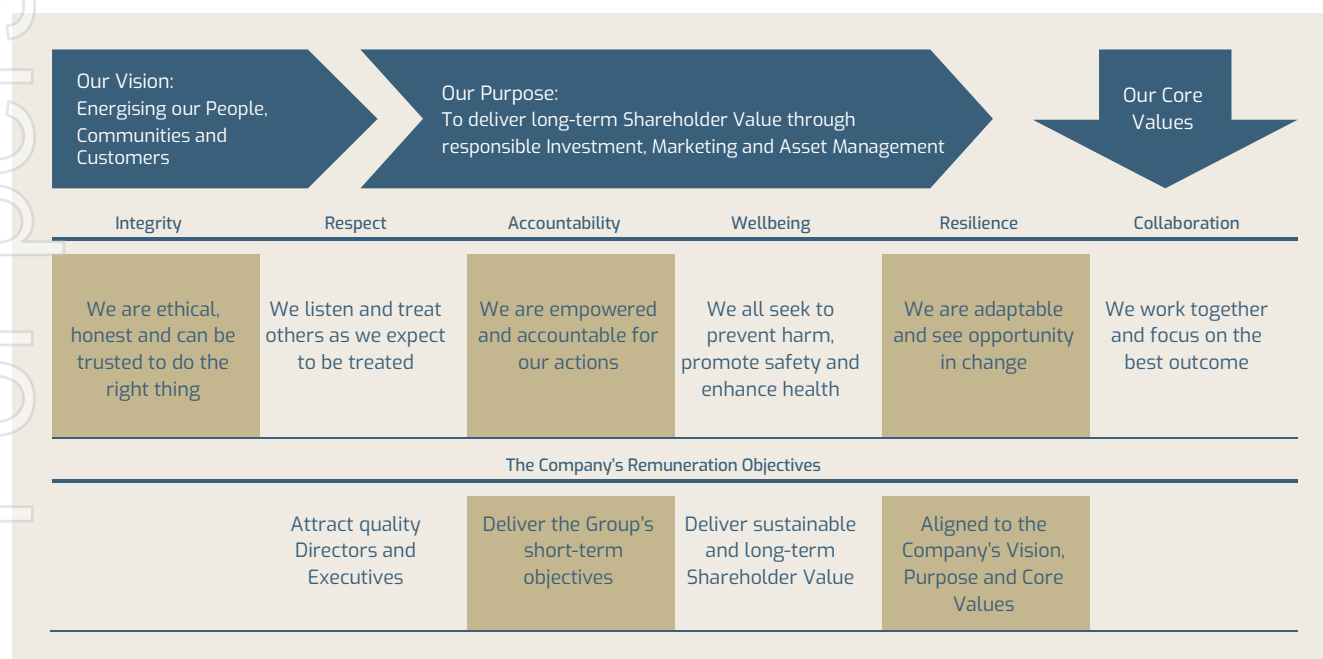 Our Vision:
Energising our People,
Communities and
Customers
Our Purpose:
To deliver long-term Shareholder Value through
responsible Investment, Marketing and Asset Management
Our Core
Values
Integrity
Respect
Accountability
Wellbeing
Resilience
Collaboration
We are ethical,
honest and can be
trusted to do the
right thing
We listen and treat
others as we expect
to be treated
We are empowered
and accountable for
our actions
We all seek to
prevent harm,
promote safety and
enhance health
We are adaptable
and see opportunity
in change
We work together
and focus on the
best outcome
The Company's Remuneration Objectives
Attract quality
Directors and
Executives
Deliver the Group's
short-term
objectives
Deliver sustainable
and long-term
Shareholder Value
Aligned to the
Company's Vision,
Purpose and Core
Values